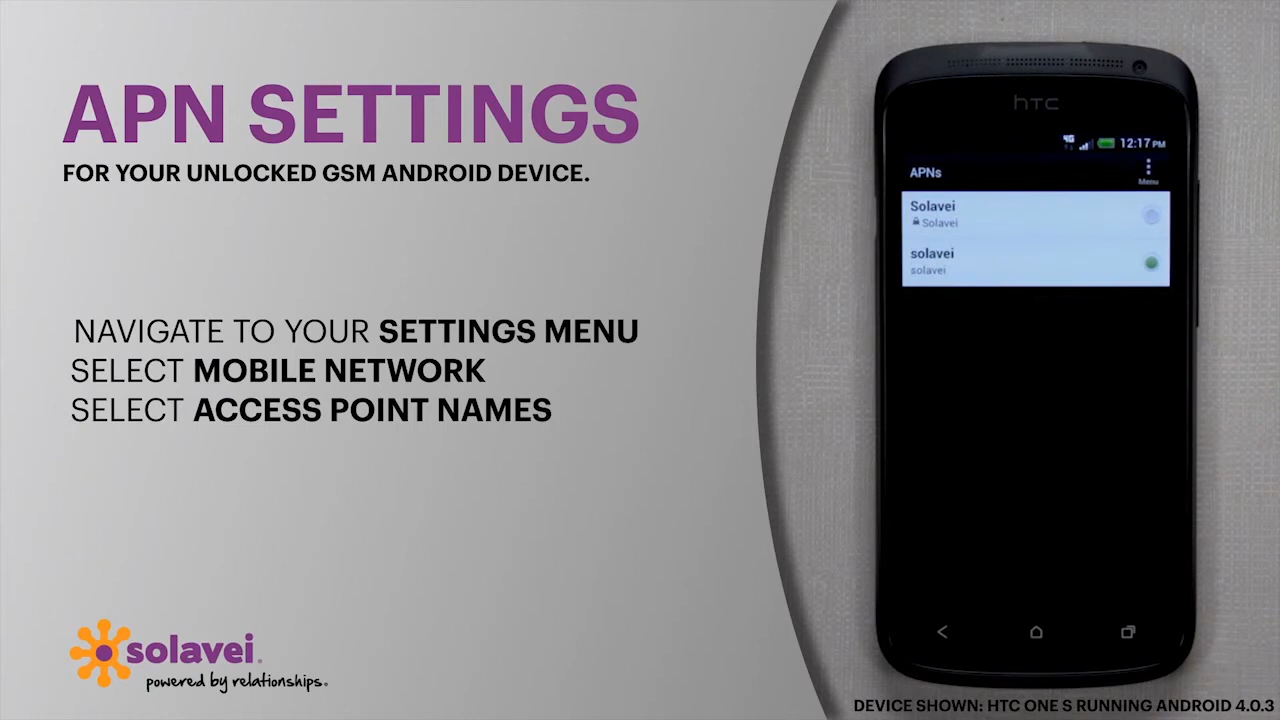 APN SETTINGS
FOR YOUR UNLOCKED GSM ANDROID DEVICE.
NAVIGATE TO YOUR SETTINGS MENU
SELECT MOBILE NETWORK
SELECT ACCESS POINT NAMES
solavei.
powered by relationships.
hTC
4G 12:17 PM
APNs
Menu
Solavei
Solavei
solavei
solavei
DEVICE SHOWN: HTC ONE S RUNNING ANDROID 4.0.3